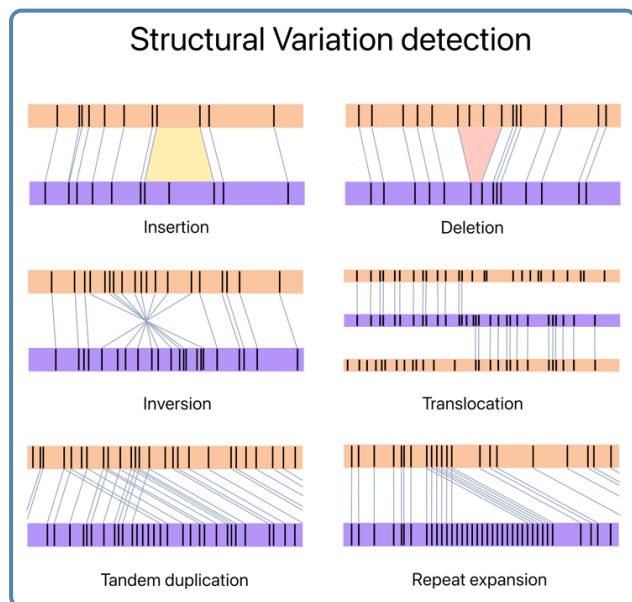 Structural Variation detection
Insertion
Deletion
Inversion
Translocation
Tandem duplication
Repeat expansion